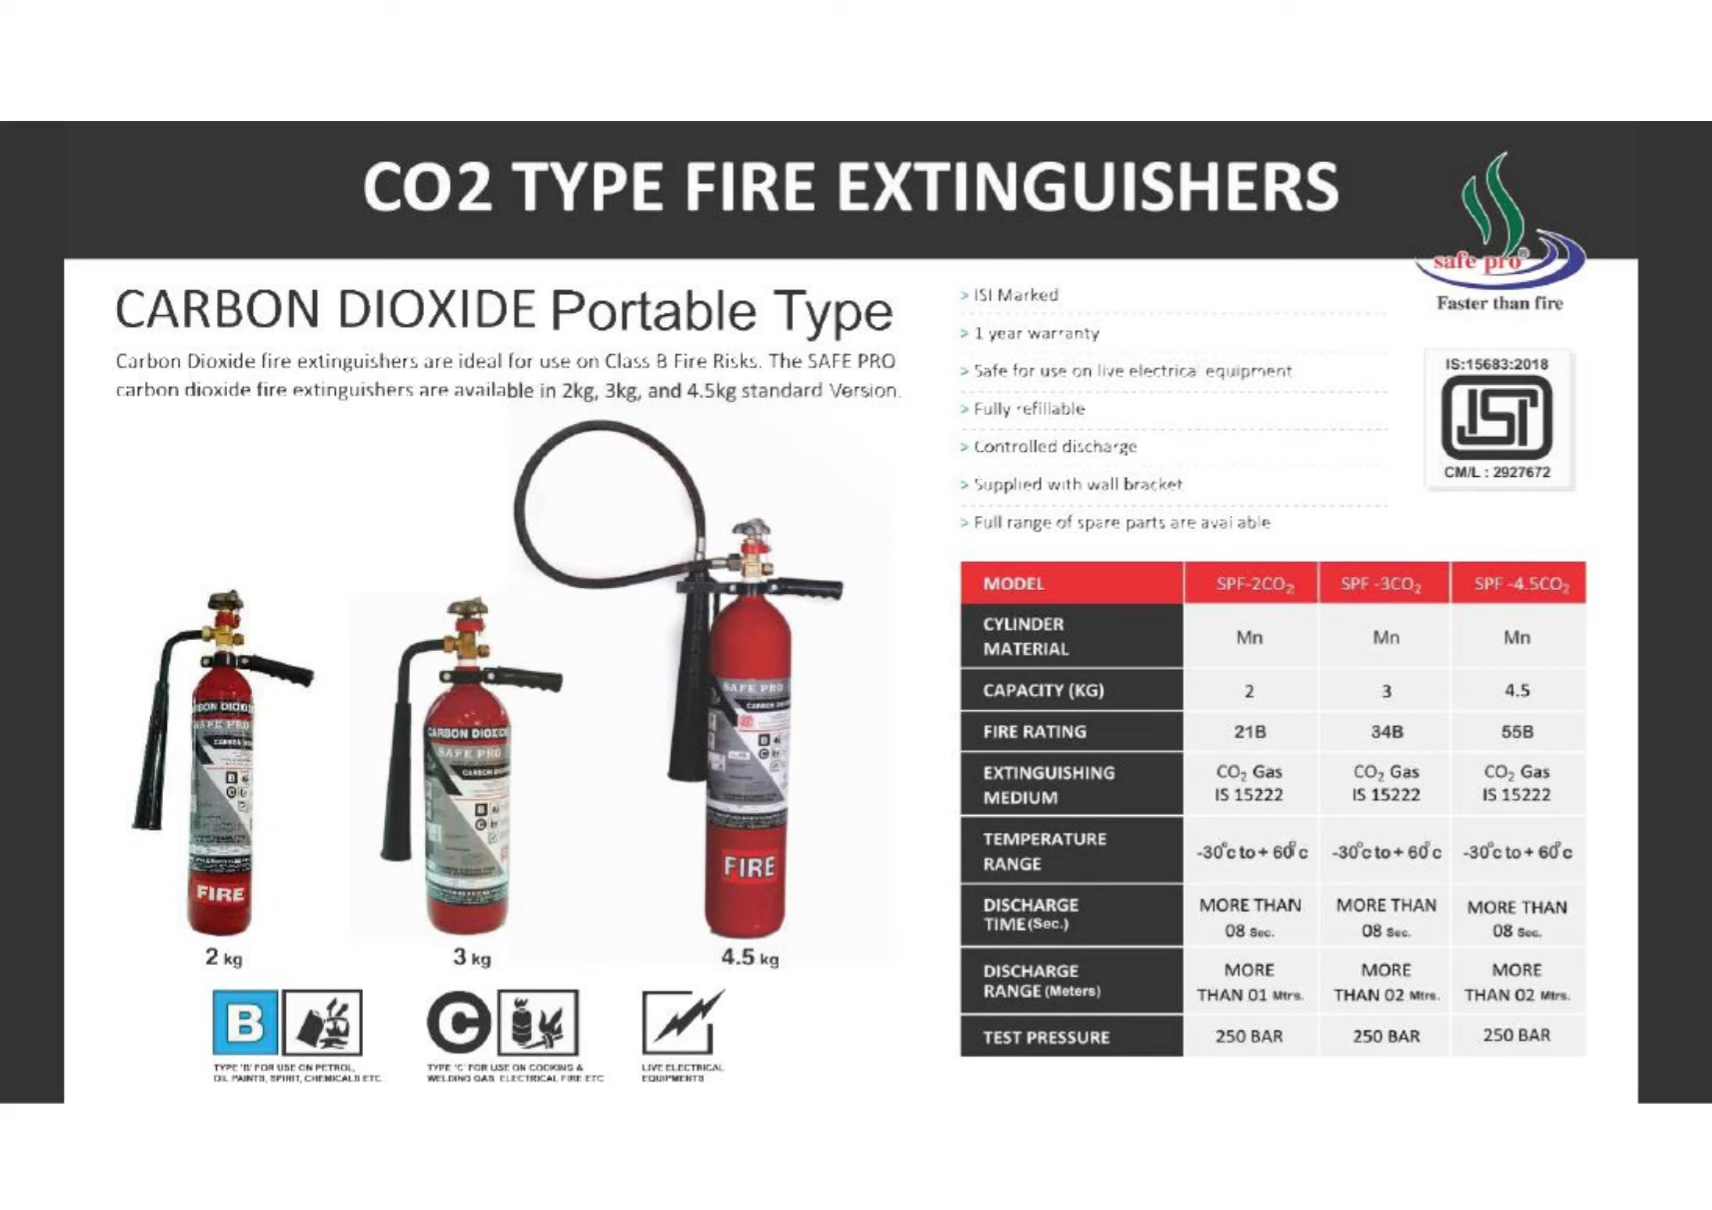 CO2 TYPE FIRE EXTINGUISHERS
safe pro®
Faster than fire
CARBON DIOXIDE Portable Type
Carbon Dioxide fire extinguishers are ideal for use on Class B Fire Risks. The SAFE PRO
carbon dioxide fire extinguishers are available in 2kg, 3kg, and 4.5kg standard Version.
> ISI Marked
> 1 year warranty
> Safe for use on live electrical equipment
> Fully refillable
> Controlled discharge
> Supplied with wall bracket
> Full range of spare parts are available
IS:15683:2018
ISI
CM/L : 2927672
CARBON DIOXIDE
SAFE PRO
B
C
FIRE
2 kg
CARBON DIOXIDE
SAFE PRO
CARBON
B
C
3 kg
SAFE PRO
CARBON
B
C
FIRE
4.5 kg
B
TYPE 'B' FOR USE ON PETROL,
OIL PAINTS, SPIRIT, CHEMICALS ETC
C
TYPE 'C' FOR USE ON COOKING &
WELDING GAS ELECTRICAL FIRE ETC
LIVE ELECTRICAL
EQUIPMENTS
MODEL SPF-2CO₂ SPF -3CO₂ SPF -4.5CO₂
CYLINDER MATERIAL Mn Mn Mn
CAPACITY (KG) 2 3 4.5
FIRE RATING 21B 34B 55B
EXTINGUISHING MEDIUM CO₂ Gas IS 15222 CO₂ Gas IS 15222 CO₂ Gas IS 15222
TEMPERATURE RANGE -30°c to + 60°c -30°c to + 60°c -30°c to + 60°c
DISCHARGE TIME (Sec.) MORE THAN 08 Sec. MORE THAN 08 Sec. MORE THAN 08 Sec.
DISCHARGE RANGE (Meters) MORE THAN 01 Mtrs. MORE THAN 02 Mtrs. MORE THAN 02 Mtrs.
TEST PRESSURE 250 BAR 250 BAR 250 BAR